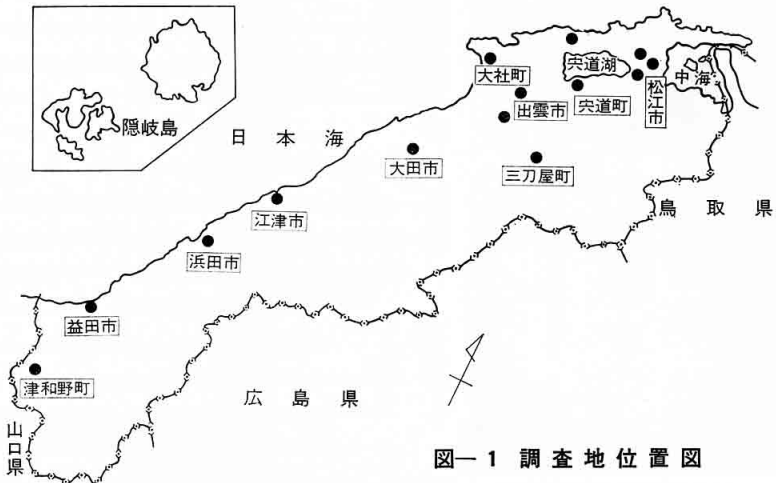 隠岐島
日本海
大社町
宍道湖
中海
松江市
宍道町
出雲市
大田市
三刀屋町
江津市
浜田市
益田市
津和野町
鳥取県
広島県
山口県
図—1 調査地位置図